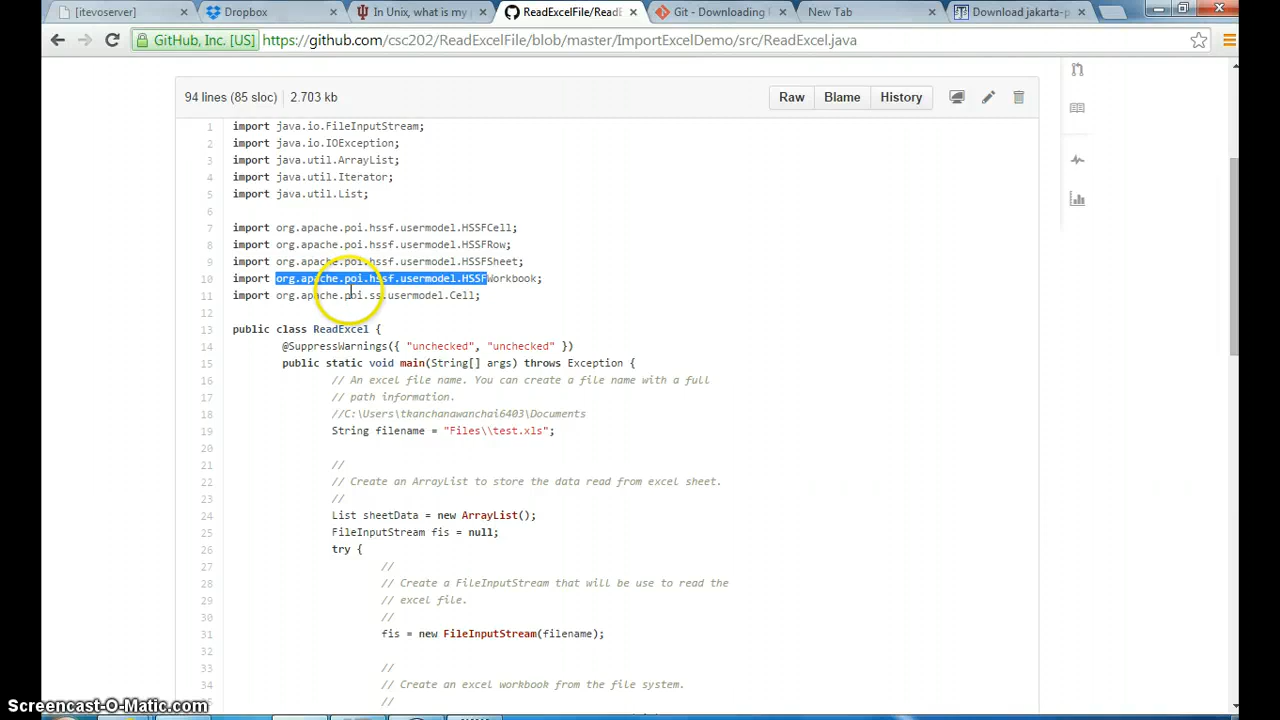 [itevoserver]
Dropbox
In Unix, what is my
ReadExcelFile/ReadE
Git - Downloading
New Tab
Download jakarta-p
GitHub, Inc. [US]
https://github.com/csc202/ReadExcelFile/blob/master/ImportExcelDemo/src/ReadExcel.java
94 lines (85 sloc) 2.703 kb
Raw Blame History
1 import java.io.FileInputStream;
2 import java.io.IOException;
3 import java.util.ArrayList;
4 import java.util.Iterator;
5 import java.util.List;
6
7 import org.apache.poi.hssf.usermodel.HSSFCell;
8 import org.apache.poi.hssf.usermodel.HSSFRow;
9 import org.apache.poi.hssf.usermodel.HSSFSheet;
10 import org.apache.poi.hssf.usermodel.HSSFWorkbook;
11 import org.apache.poi.ss.usermodel.Cell;
12
13 public class ReadExcel {
14 @SuppressWarnings({ "unchecked", "unchecked" })
15 public static void main(String[] args) throws Exception {
16 // An excel file name. You can create a file name with a full
17 // path information.
18 //C:\Users\tkanchanawanchai6403\Documents
19 String filename = "Files\\test.xls";
20
21 //
22 // Create an ArrayList to store the data read from excel sheet.
23 //
24 List sheetData = new ArrayList();
25 FileInputStream fis = null;
26 try {
27 //
28 // Create a FileInputStream that will be use to read the
29 // excel file.
30 //
31 fis = new FileInputStream(filename);
32
33 //
34 // Create an excel workbook from the file system.
//
Screencast-O-Matic.com